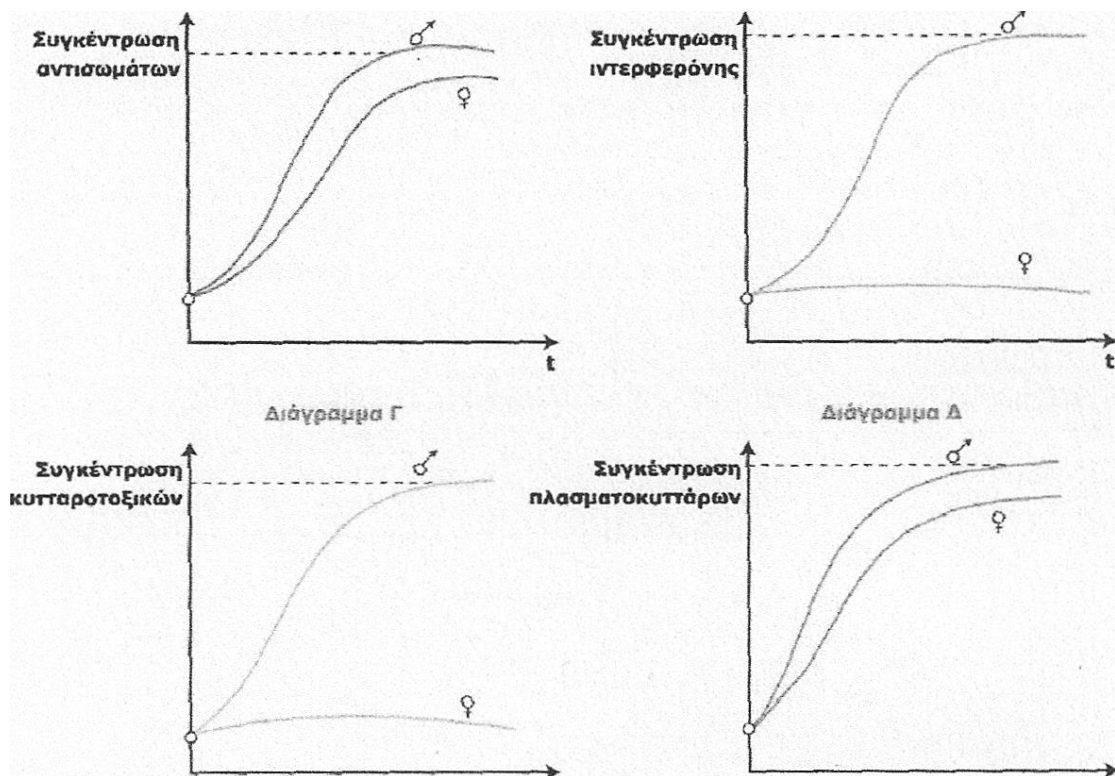 Συγκέντρωση
αντισωμάτων
♂
♀
t
Συγκέντρωση
ιντερφερόνης
♂
♀
t
Διάγραμμα Γ
Συγκέντρωση
κυτταροτοξικών
♂
♀
Διάγραμμα Δ
Συγκέντρωση
πλασματοκυττάρων
♂
♀